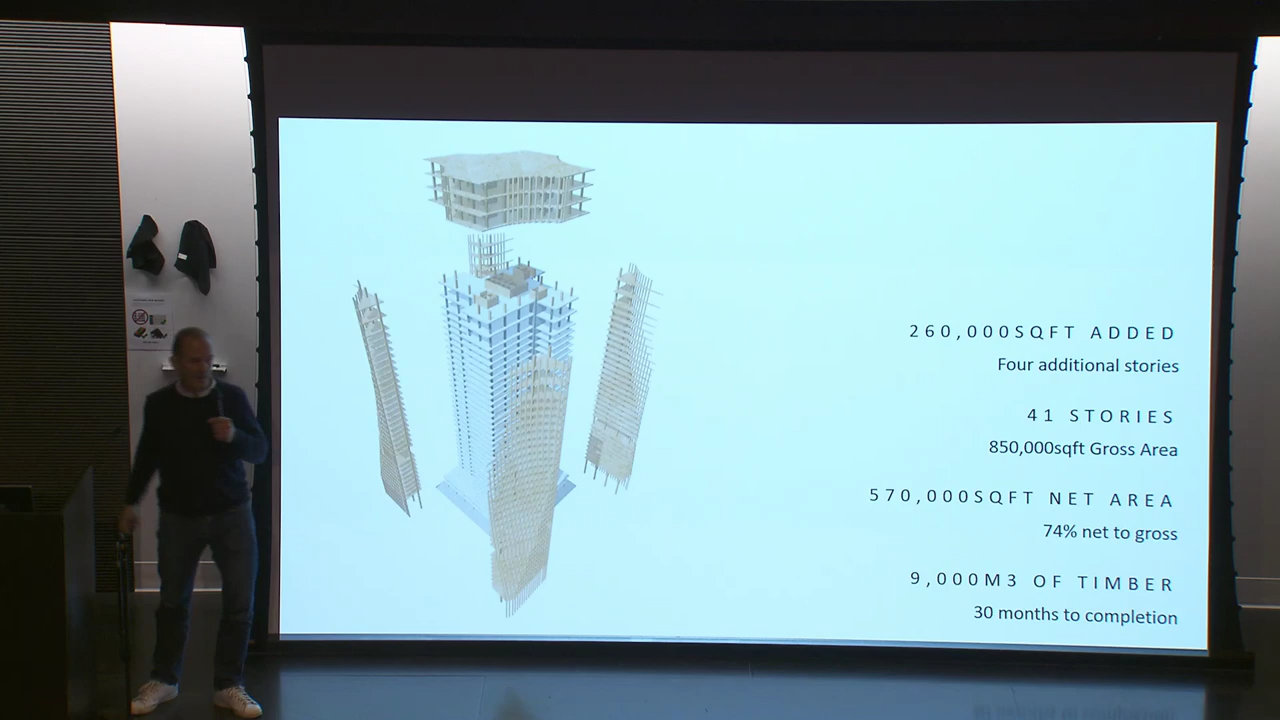 260,000SQFT ADDED
Four additional stories
41 STORIES
850,000sqft Gross Area
570,000SQFT NET AREA
74% net to gross
9,000M3 OF TIMBER
30 months to completion